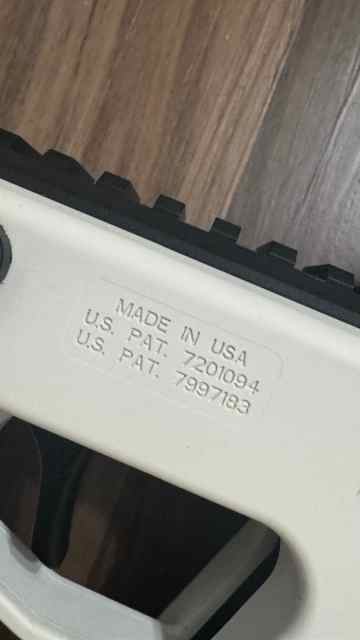 MADE IN USA
U.S. PAT. 7201094
U.S. PAT. 7997183